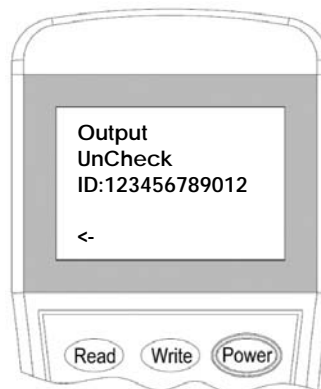 Output
UnCheck
ID:123456789012
<-
Read Write Power